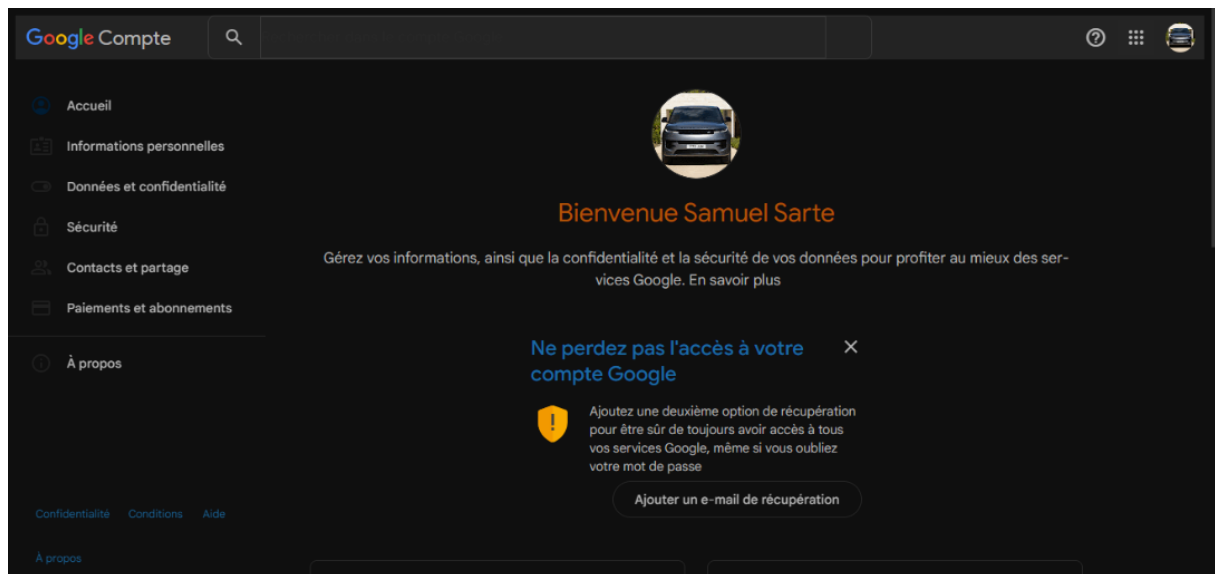 Google Compte
Accueil
Informations personnelles
Données et confidentialité
Sécurité
Contacts et partage
Paiements et abonnements
À propos
Confidentialité Conditions Aide
À propos
Bienvenue Samuel Sarte
Gérez vos informations, ainsi que la confidentialité et la sécurité de vos données pour profiter au mieux des ser-
vices Google. En savoir plus
Ne perdez pas l'accès à votre
compte Google
Ajoutez une deuxième option de récupération
pour être sûr de toujours avoir accès à tous
vos services Google, même si vous oubliez
votre mot de passe
Ajouter un e-mail de récupération